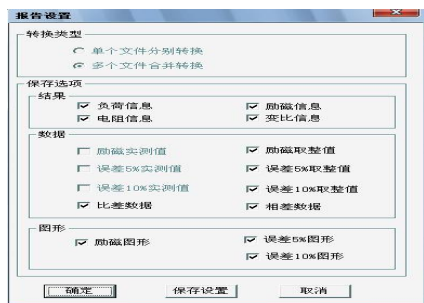 报告设置
转换类型
单个文件分别转换
多个文件合并转换
保存选项
结果
负荷信息 励磁信息
电阻信息 变比信息
数据
励磁实测值 励磁取整值
误差5%实测值 误差5%取整值
误差10%实测值 误差10%取整值
比差数据 相差数据
图形
励磁图形 误差5%图形
误差10%图形
确定 保存设置 取消